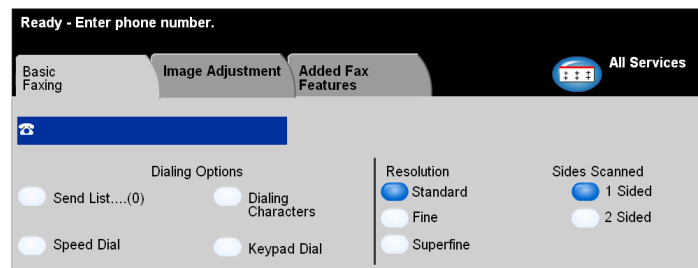 Ready - Enter phone number.
Basic
Faxing
Image Adjustment
Added Fax
Features
All Services
Dialing Options
Send List....(0)
Dialing
Characters
Speed Dial
Keypad Dial
Resolution
Standard
Fine
Superfine
Sides Scanned
1 Sided
2 Sided